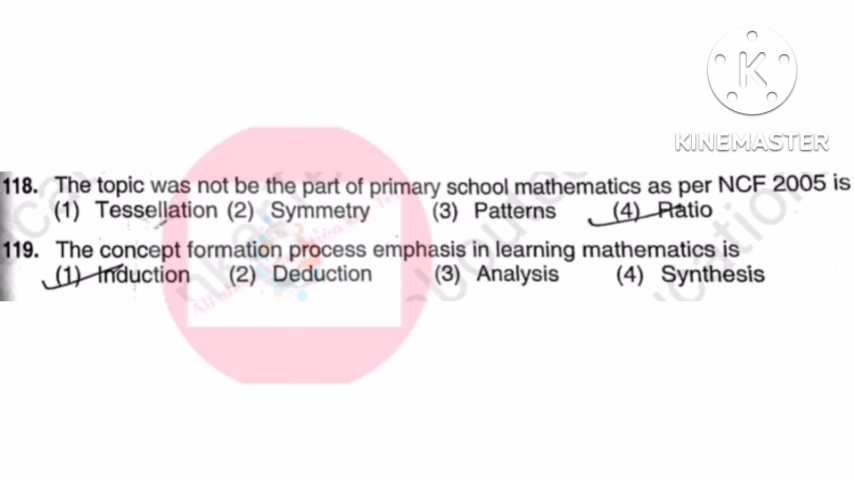 KINEMASTER
118. The topic was not be the part of primary school mathematics as per NCF 2005 is
(1) Tessellation (2) Symmetry (3) Patterns (4) Ratio
119. The concept formation process emphasis in learning mathematics is
(1) Induction (2) Deduction (3) Analysis (4) Synthesis